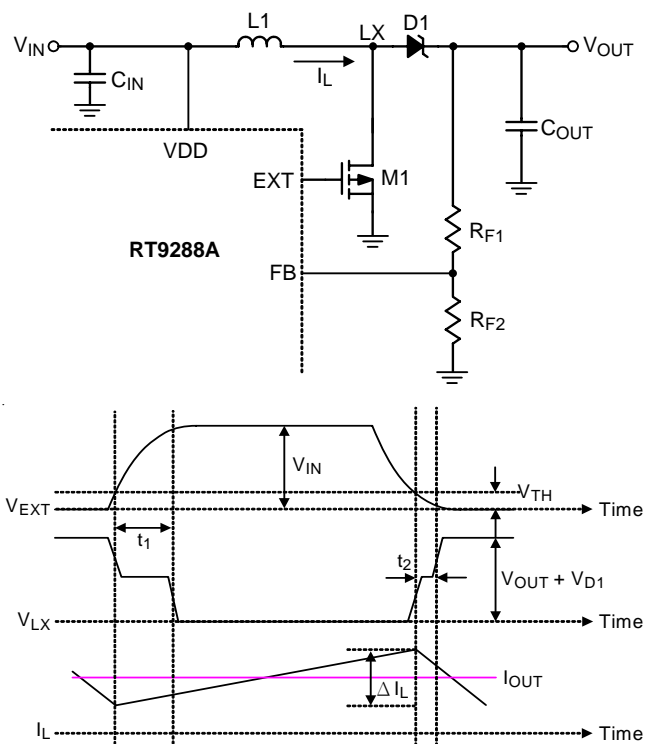 L1
LX
D1
VIN
VOUT
IL
CIN
COUT
VDD
EXT
M1
RT9288A
RF1
FB
RF2
VIN
VTH
VEXT
Time
t1
t2
VOUT + VD1
VLX
Time
IOUT
Δ IL
IL
Time